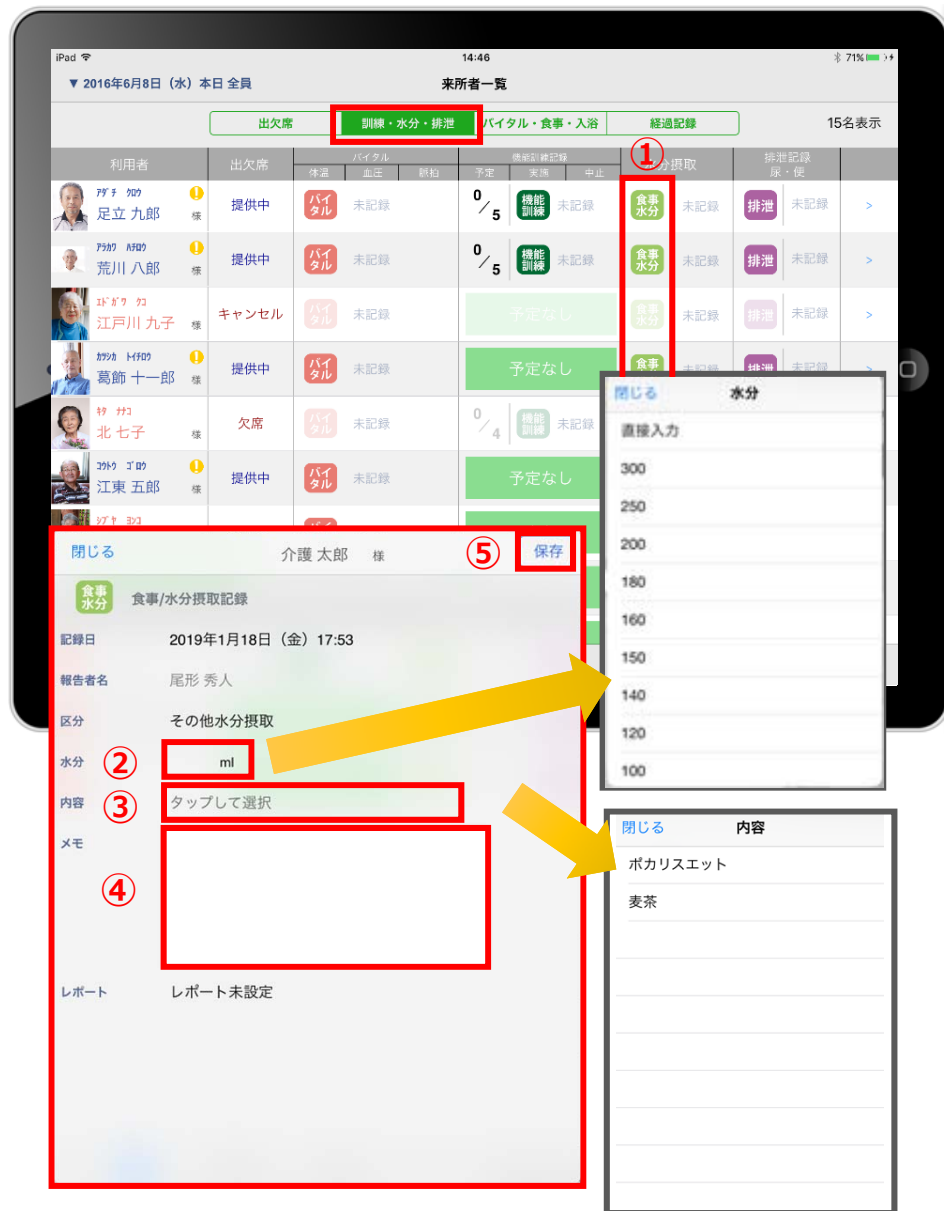 iPad 14:46 71%
▼ 2016年6月8日（水）本日 全員 来所者一覧
出欠席 訓練・水分・排泄 バイタル・食事・入浴 経過記録 15名表示
①
利用者 出欠席 バイタル 機能訓練記録 水分摂取 排泄記録
体温 血圧 脈拍 予定 実施 中止 尿・便
ｱﾀﾞﾁ ｸﾛｳ
足立 九郎 様 提供中 バイタル 未記録 0/5 機能訓練 未記録 食事水分 未記録 排泄 未記録 >
ｱﾗｶﾜ ﾊﾁﾛｳ
荒川 八郎 様 提供中 バイタル 未記録 0/5 機能訓練 未記録 食事水分 未記録 排泄 未記録 >
ｴﾄﾞｶﾞﾜ ｸｺ
江戸川 九子 様 キャンセル バイタル 未記録 予定なし 食事水分 未記録 排泄 未記録 >
ｶﾂｼｶ ﾄｲﾁﾛｳ
葛飾 十一郎 様 提供中 バイタル 未記録 予定なし 食事
ｷﾀ ﾅﾅｺ
北 七子 様 欠席 バイタル 未記録 0/4 機能訓練 未記録
ｺｳﾄｳ ｺﾞﾛｳ
江東 五郎 様 提供中 バイタル 未記録 予定なし
ｼﾌﾞﾔ ﾖﾝｺ
閉じる 水分
直接入力
300
250
200
180
160
150
140
120
100
閉じる 介護 太郎 様 ⑤ 保存
食事水分 食事/水分摂取記録
記録日 2019年1月18日（金）17:53
報告者名 尾形 秀人
区分 その他水分摂取
水分 ② ml
内容 ③ タップして選択
メモ
④
レポート レポート未設定
閉じる 内容
ポカリスエット
麦茶